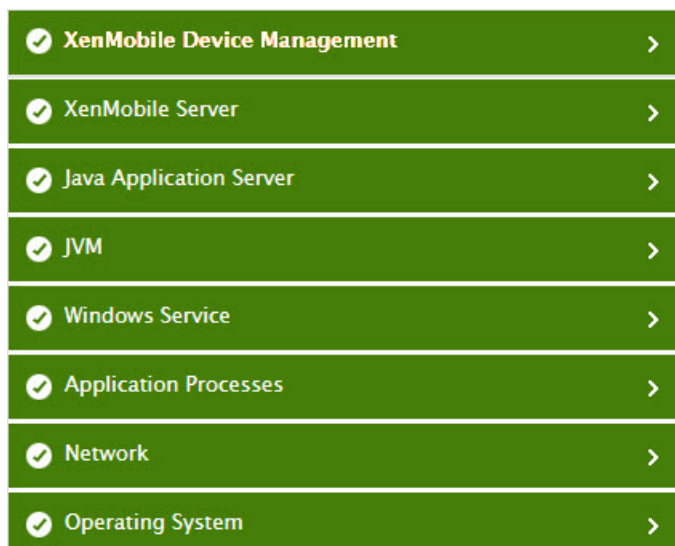 XenMobile Device Management
XenMobile Server
Java Application Server
JVM
Windows Service
Application Processes
Network
Operating System